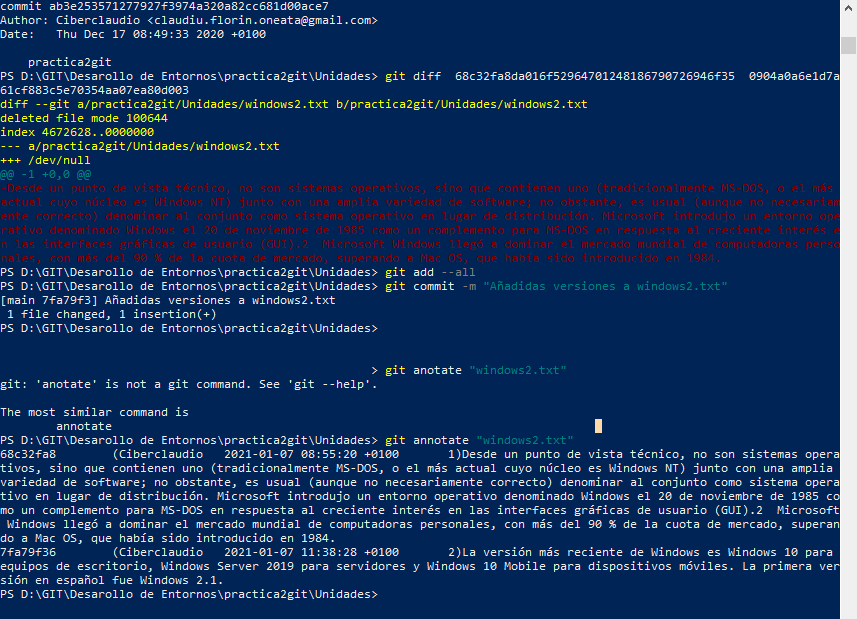 commit ab3e253571277927f3974a320a82cc681d00ace7
Author: Ciberclaudio <claudiu.florin.oneata@gmail.com>
Date:   Thu Dec 17 08:49:33 2020 +0100
    practica2git
PS D:\GIT\Desarollo de Entornos\practica2git\Unidades> git diff  68c32fa8da016f52964701248186790726946f35  0904a0a6e1d7a
61cf883c5e70354aa07ea80d003
diff --git a/practica2git/Unidades/windows2.txt b/practica2git/Unidades/windows2.txt
deleted file mode 100644
index 4672628..0000000
--- a/practica2git/Unidades/windows2.txt
+++ /dev/null
@@ -1 +0,0 @@
-Desde un punto de vista técnico, no son sistemas operativos, sino que contienen uno (tradicionalmente MS-DOS, o el más
actual cuyo núcleo es Windows NT) junto con una amplia variedad de software; no obstante, es usual (aunque no necesariam
ente correcto) denominar al conjunto como sistema operativo en lugar de distribución. Microsoft introdujo un entorno ope
rativo denominado Windows el 20 de noviembre de 1985 como un complemento para MS-DOS en respuesta al creciente interés e
n las interfaces gráficas de usuario (GUI).2  Microsoft Windows llegó a dominar el mercado mundial de computadoras perso
nales, con más del 90 % de la cuota de mercado, superando a Mac OS, que había sido introducido en 1984.
PS D:\GIT\Desarollo de Entornos\practica2git\Unidades> git add --all
PS D:\GIT\Desarollo de Entornos\practica2git\Unidades> git commit -m "Añadidas versiones a windows2.txt"
[main 7fa79f3] Añadidas versiones a windows2.txt
 1 file changed, 1 insertion(+)
PS D:\GIT\Desarollo de Entornos\practica2git\Unidades>
> git anotate "windows2.txt"
git: 'anotate' is not a git command. See 'git --help'.
The most similar command is
        annotate
PS D:\GIT\Desarollo de Entornos\practica2git\Unidades> git annotate "windows2.txt"
68c32fa8        (Ciberclaudio   2021-01-07 08:55:20 +0100       1)Desde un punto de vista técnico, no son sistemas opera
tivos, sino que contienen uno (tradicionalmente MS-DOS, o el más actual cuyo núcleo es Windows NT) junto con una amplia
variedad de software; no obstante, es usual (aunque no necesariamente correcto) denominar al conjunto como sistema opera
tivo en lugar de distribución. Microsoft introdujo un entorno operativo denominado Windows el 20 de noviembre de 1985 co
mo un complemento para MS-DOS en respuesta al creciente interés en las interfaces gráficas de usuario (GUI).2  Microsoft
 Windows llegó a dominar el mercado mundial de computadoras personales, con más del 90 % de la cuota de mercado, superan
do a Mac OS, que había sido introducido en 1984.
7fa79f36        (Ciberclaudio   2021-01-07 11:38:28 +0100       2)La versión más reciente de Windows es Windows 10 para
equipos de escritorio, Windows Server 2019 para servidores y Windows 10 Mobile para dispositivos móviles. La primera ver
sión en español fue Windows 2.1.
PS D:\GIT\Desarollo de Entornos\practica2git\Unidades>